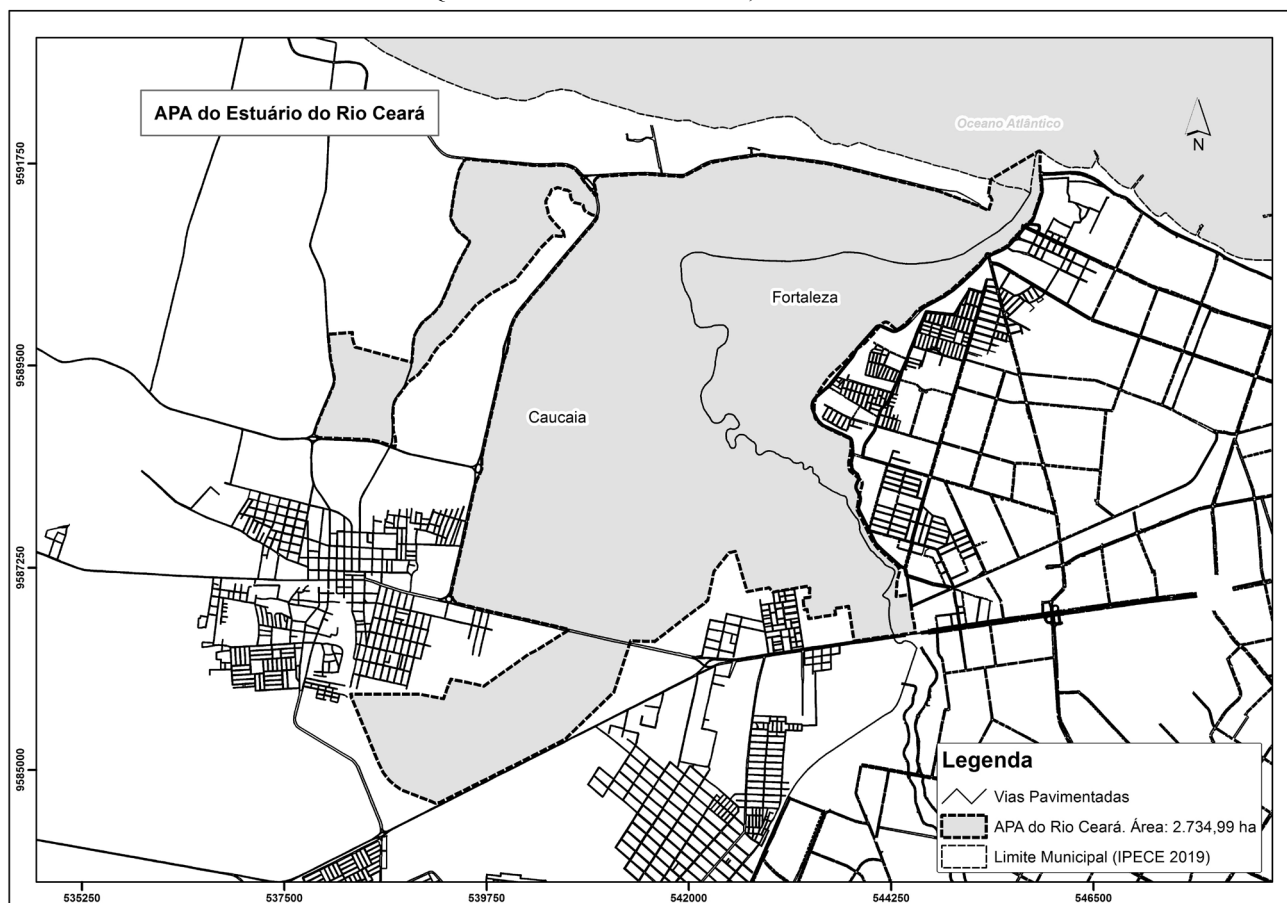 APA do Estuário do Rio Ceará
Oceano Atlântico
N
Fortaleza
Caucaia
9591750
9589500
9587250
9585000
Legenda
Vias Pavimentadas
APA do Rio Ceará. Área: 2.734,99 ha
Limite Municipal (IPECE 2019)
535250
537500
539750
542000
544250
546500